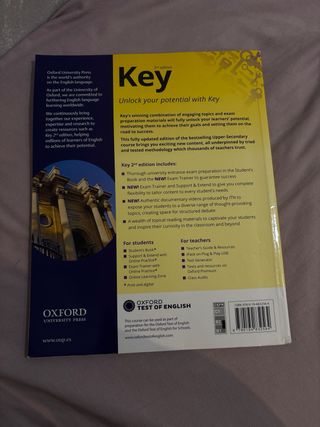 Oxford University Press
is the world's authority
on the English language.
As part of the University of
Oxford, we are committed to
furthering English language
learning worldwide.
We continuously bring
together our experience,
expertise and research to
create resources such as
Key 2nd edition, helping
millions of learners of English
to achieve their potential.
OXFORD
UNIVERSITY PRESS
www.oup.es
Key
2nd edition
Unlock your potential with Key
Key's winning combination of engaging topics and exam
preparation materials will fully unlock your learners' potential,
motivating them to achieve their goals and setting them on the
road to success.
This fully updated edition of the bestselling Upper-Secondary
course brings you exciting new content, all underpinned by tried
and tested methodology which thousands of teachers trust.
Key 2nd edition includes:
• Thorough university entrance exam preparation in the Student's
Book and the NEW! Exam Trainer to guarantee success
• NEW! Exam Trainer and Support & Extend to give you complete
flexibility to tailor content to every student's needs
• NEW! Authentic documentary videos produced by ITN to
expose your students to a diverse range of thought-provoking
topics, creating space for structured debate
• A wealth of topical reading materials to captivate your students
and inspire their curiosity in the classroom and beyond
For students
Student's Book*
Support & Extend with
Online Practice*
Exam Trainer with
Online Practice*
Online Learning Zone
* Print and digital
For teachers
Teacher's Guide & Resources
iPack on Plug & Play USB
Test Generator
Tests and resources on
Oxford Premium
Class Audio
OXFORD
TEST OF ENGLISH
This course can be used as part of
preparation for the Oxford Test of English
and the Oxford Test of English for Schools.
www.oxfordtestofenglish.com